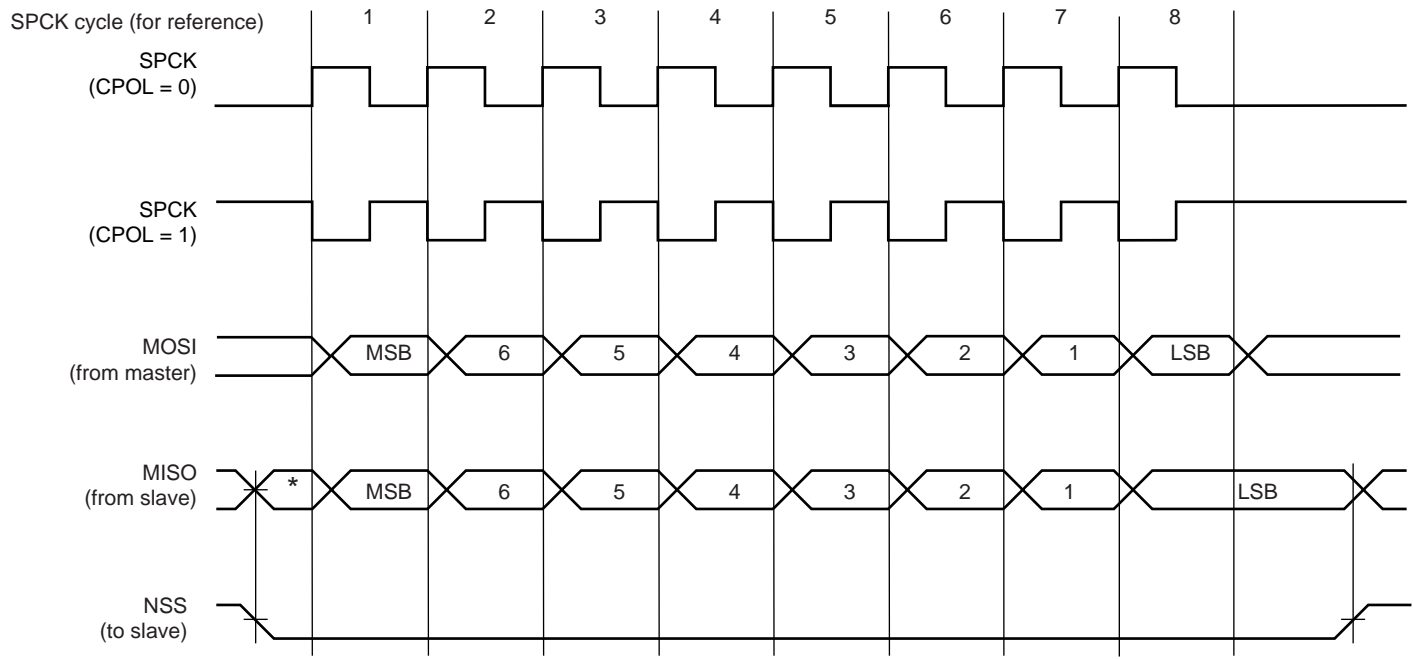 SPCK cycle (for reference) 1 2 3 4 5 6 7 8
SPCK
(CPOL = 0)
SPCK
(CPOL = 1)
MOSI
(from master)
MSB 6 5 4 3 2 1 LSB
MISO
(from slave)
* MSB 6 5 4 3 2 1 LSB
NSS
(to slave)